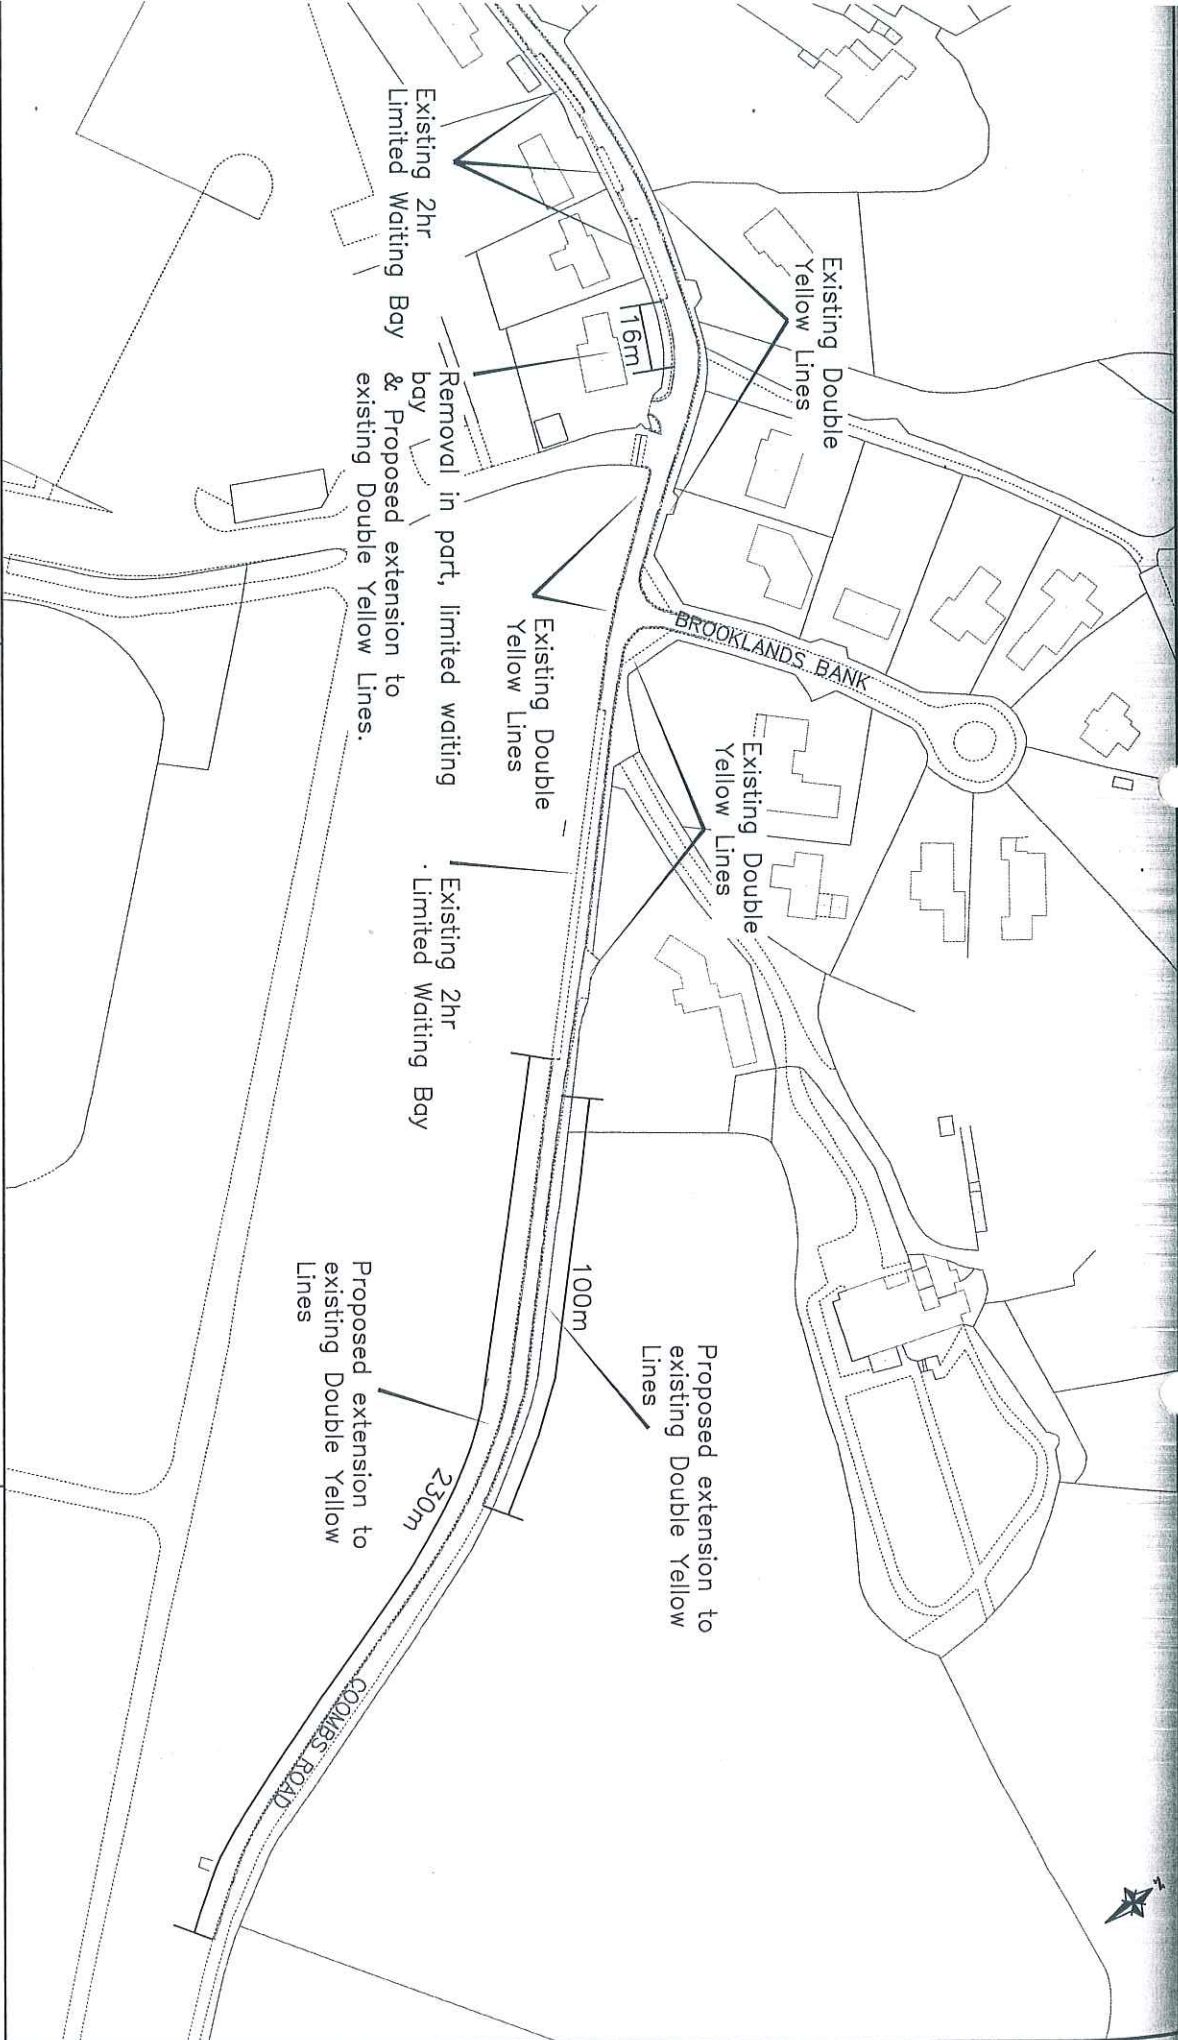 Existing 2hr
Limited Waiting Bay
Existing Double
Yellow Lines
16m
Removal in part, limited waiting
bay
& Proposed extension to
existing Double Yellow Lines.
BROOKLANDS BANK
Existing Double
Yellow Lines
Existing Double
Yellow Lines
Existing 2hr
Limited Waiting Bay
100m
Proposed extension to
existing Double Yellow
Lines
Proposed extension to
existing Double Yellow
Lines
230m
COOMBS ROAD
N